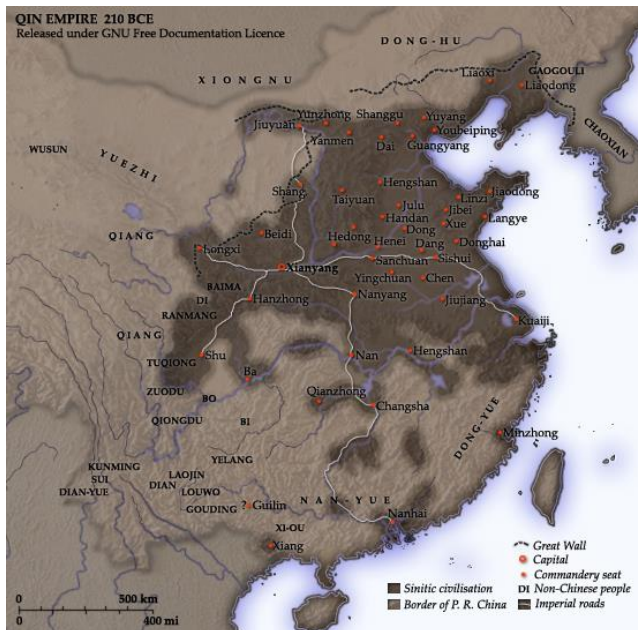 QIN EMPIRE 210 BCE
Released under GNU Free Documentation Licence
DONG-HU
XIONGNU
Liaoxi
GAOGOULI
Liaodong
Yunzhong
Shanggu
Yuyang
Jiuyuan
Youbeiping
Yanmen
Dai
Guangyang
CHAOXIAN
WUSUN
YUEZHI
Shang
Hengshan
Jiaodong
Taiyuan
Linzi
Julu
Jibei
Langye
Handan
Xue
QIANG
Beidi
Hedong
Dong
Henei
Dang
Donghai
Longxi
Xianyang
Sanchuan
Sishui
BAIMA
Yingchuan
Chen
DI
Hanzhong
Nanyang
Jiujiang
RANMANG
Kuaiji
QIANG
Shu
Nan
Hengshan
TUQIONG
Ba
ZUODU
BO
Qianzhong
Changsha
QIONGDU
BI
DONG-YUE
Minzhong
YELANG
KUNMING
SUI
LAOJIN
DIAN-YUE
DIAN
LOUWO
NAN-YUE
GOUDING
? Guilin
Nanhai
XI-OU
Xiang
Great Wall
Capital
Commandery seat
Sinitic civilisation
DI Non-Chinese people
Border of P. R. China
Imperial roads
0
500 km
400 mi